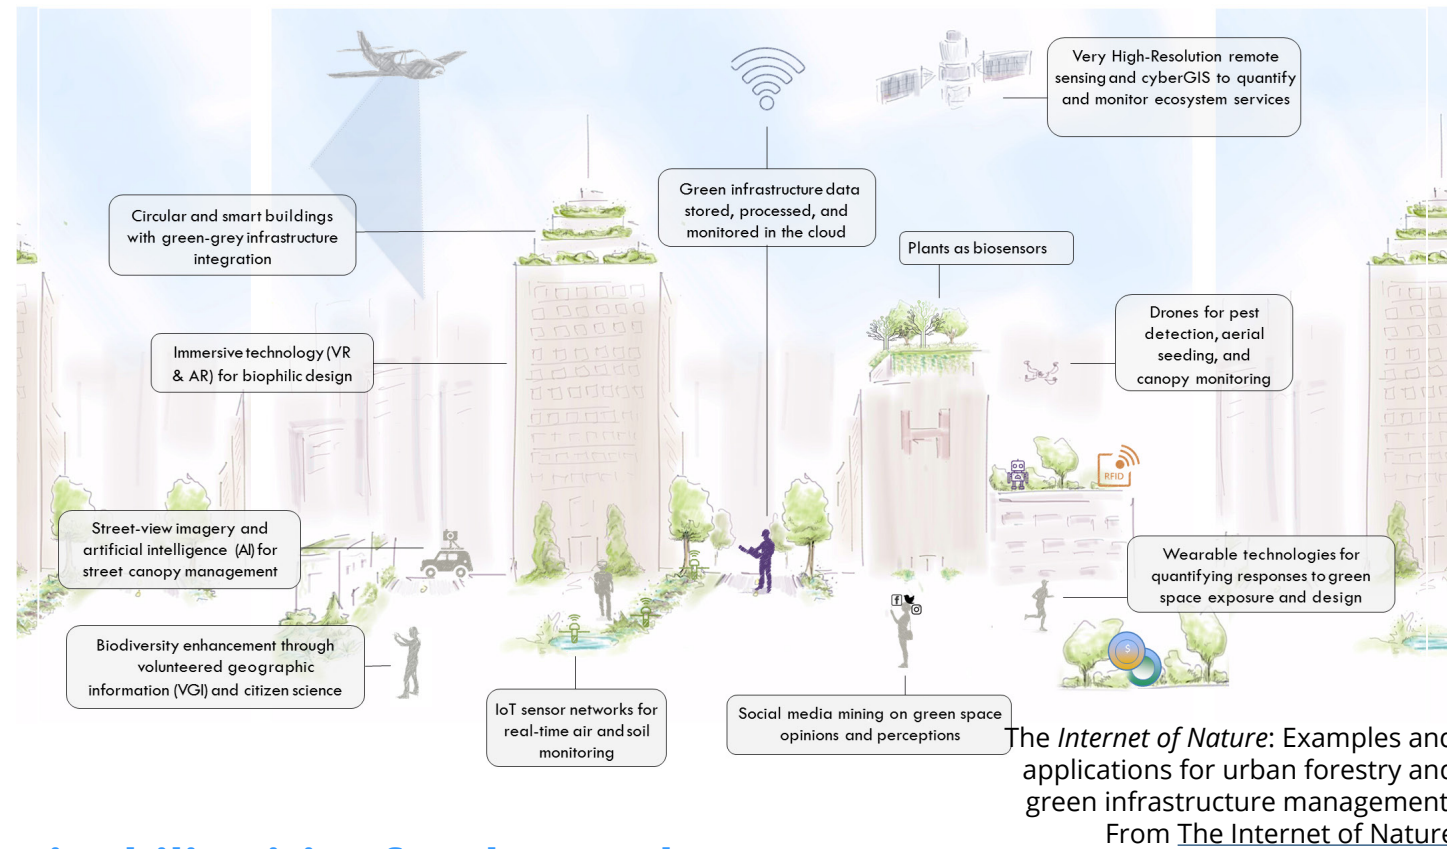 Very High-Resolution remote
sensing and cyberGIS to quantify
and monitor ecosystem services
Green infrastructure data
stored, processed, and
monitored in the cloud
Circular and smart buildings
with green-grey infrastructure
integration
Plants as biosensors
Drones for pest
detection, aerial
seeding, and
canopy monitoring
Immersive technology (VR
& AR) for biophilic design
H
RFID
Street-view imagery and
artificial intelligence (AI) for
street canopy management
Wearable technologies for
quantifying responses to green
space exposure and design
$
Biodiversity enhancement through
volunteered geographic
information (VGI) and citizen science
IoT sensor networks for
real-time air and soil
monitoring
Social media mining on green space
opinions and perceptions
The Internet of Nature: Examples and
applications for urban forestry and
green infrastructure management
From The Internet of Nature